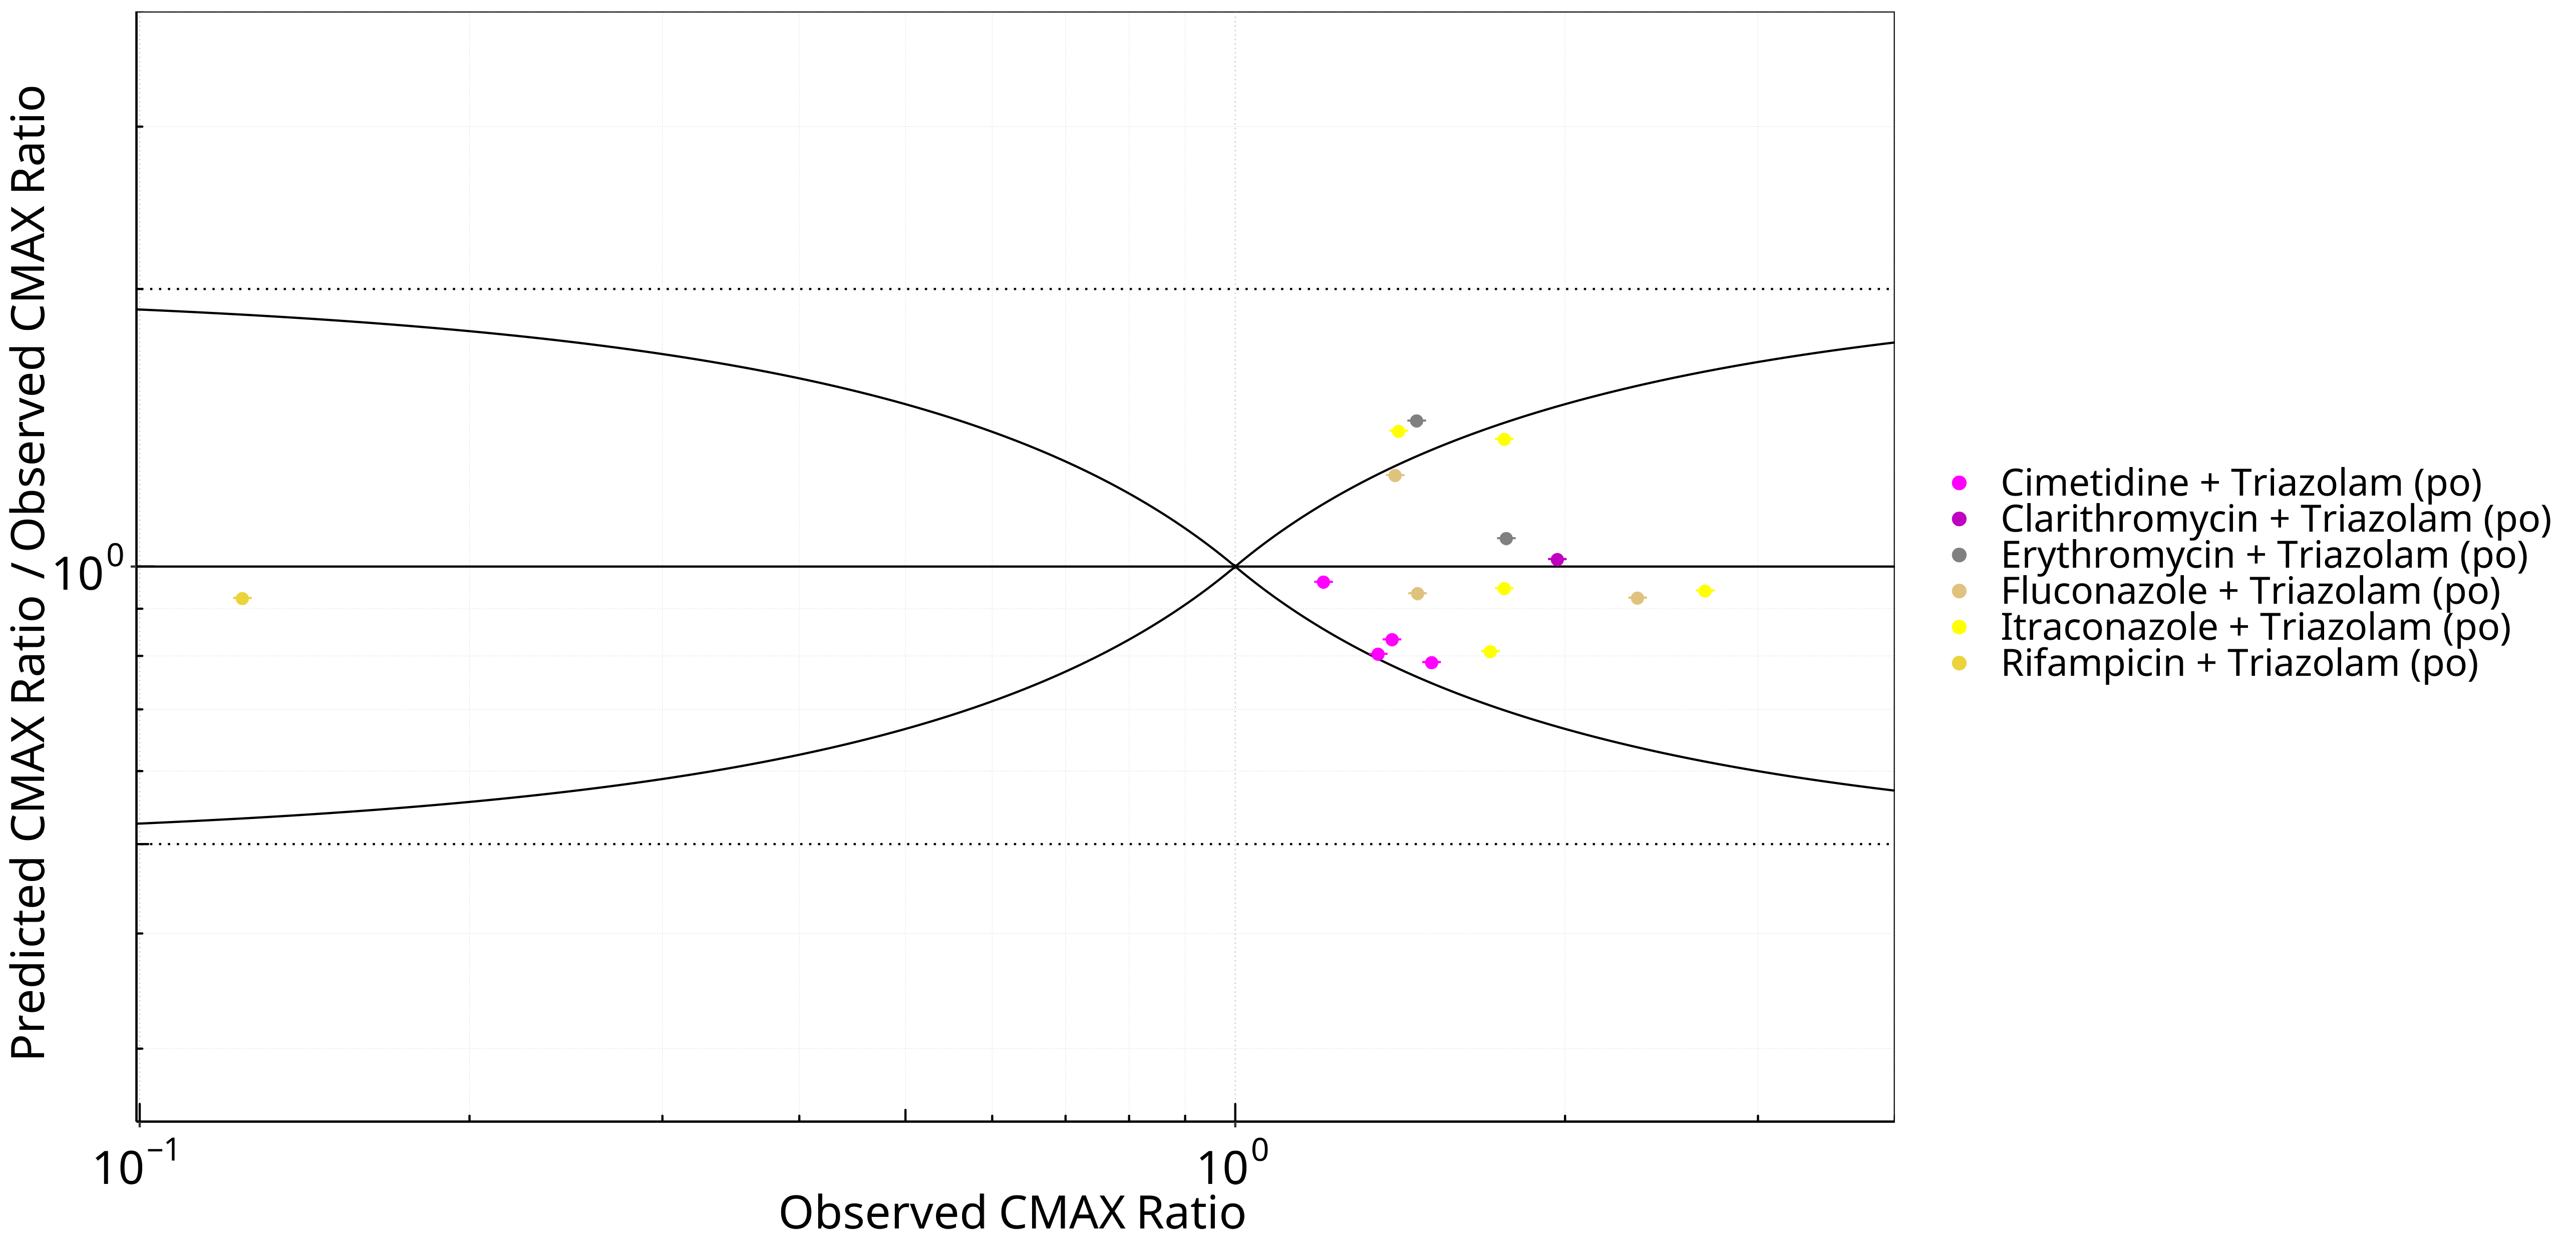 Predicted CMAX Ratio / Observed CMAX Ratio
10⁰
10⁻¹
10⁰
Observed CMAX Ratio
Cimetidine + Triazolam (po)
Clarithromycin + Triazolam (po)
Erythromycin + Triazolam (po)
Fluconazole + Triazolam (po)
Itraconazole + Triazolam (po)
Rifampicin + Triazolam (po)